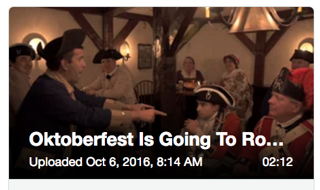 Oktoberfest Is Going To Ro...
Uploaded Oct 6, 2016, 8:14 AM 02:12